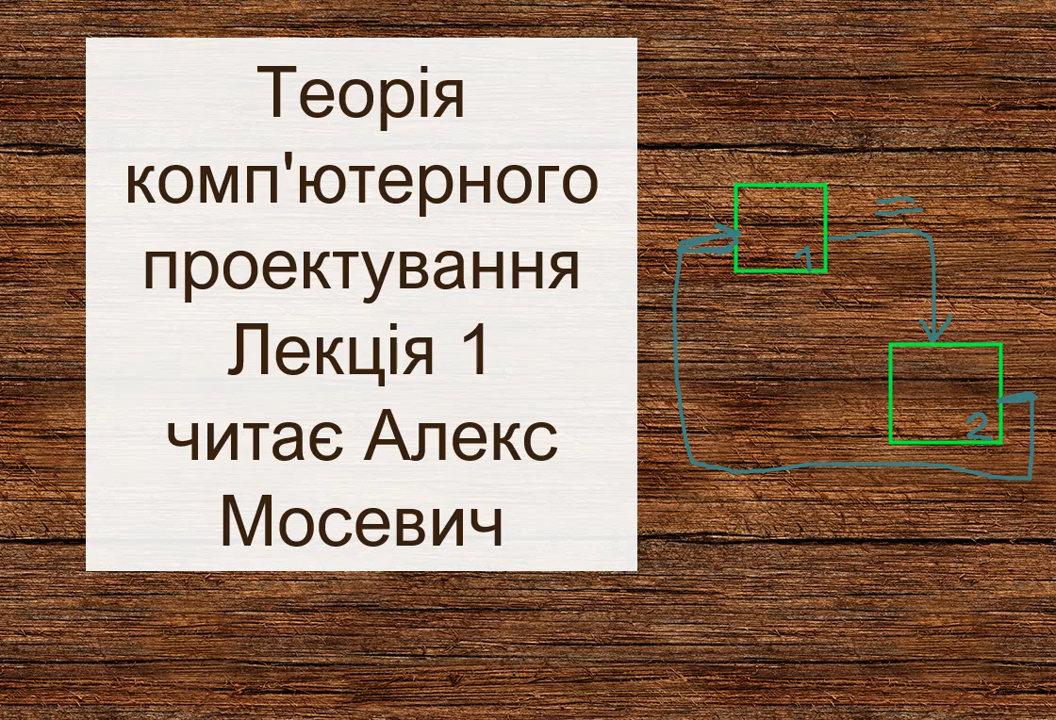 Теорія
комп'ютерного
проектування
Лекція 1
читає Алекс
Мосевич
1
2